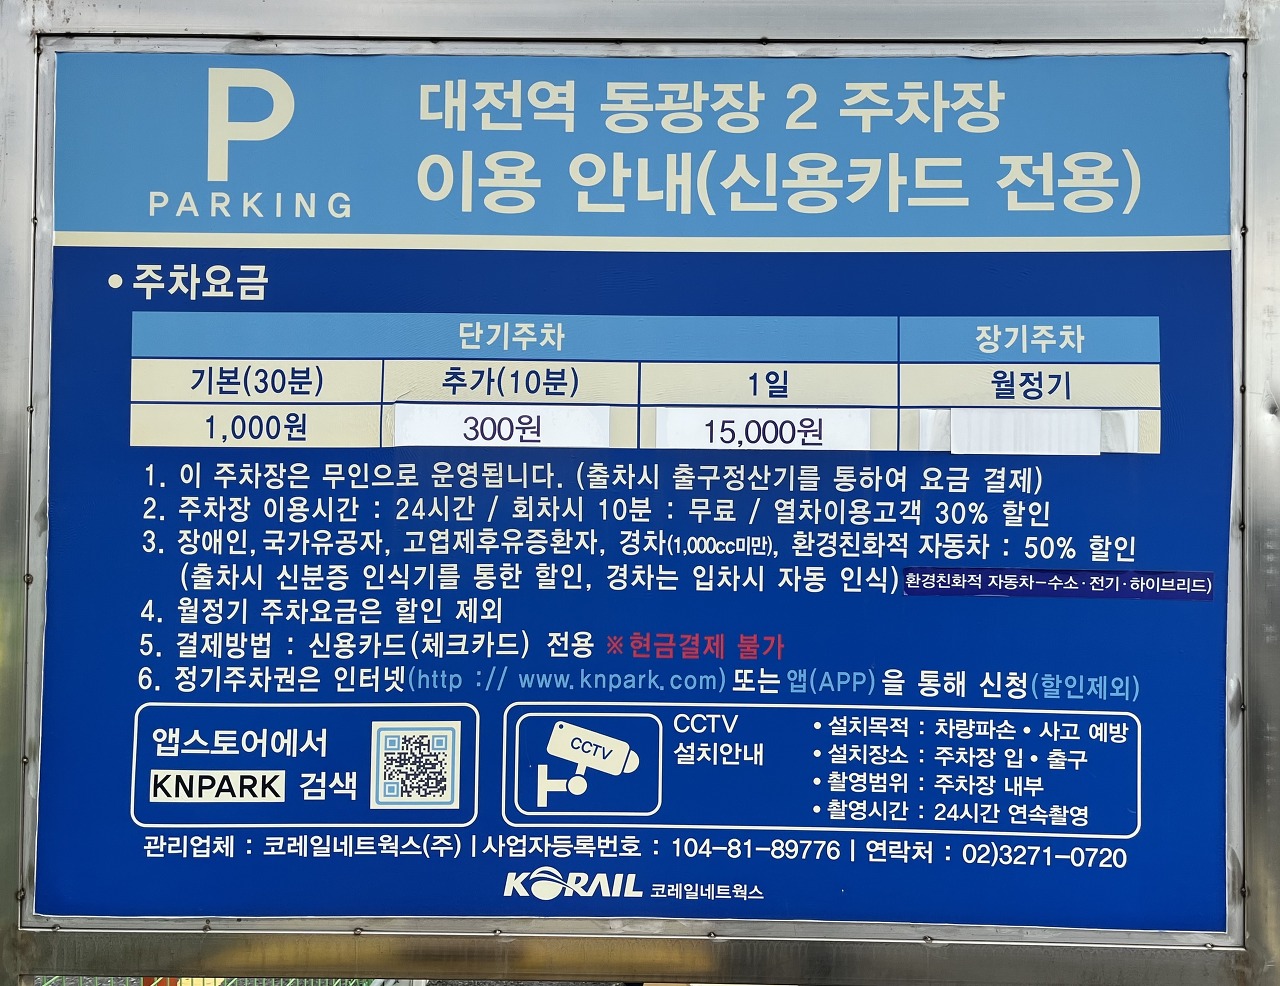 P
PARKING
대전역 동광장 2 주차장
이용 안내(신용카드 전용)
• 주차요금
단기주차 장기주차
기본(30분) 추가(10분) 1일 월정기
1,000원 300원 15,000원
1. 이 주차장은 무인으로 운영됩니다. (출차시 출구정산기를 통하여 요금 결제)
2. 주차장 이용시간 : 24시간 / 회차시 10분 : 무료 / 열차이용고객 30% 할인
3. 장애인, 국가유공자, 고엽제후유증환자, 경차(1,000cc미만), 환경친화적 자동차 : 50% 할인
(출차시 신분증 인식기를 통한 할인, 경차는 입차시 자동 인식) 환경친화적 자동차-수소·전기·하이브리드)
4. 월정기 주차요금은 할인 제외
5. 결제방법 : 신용카드(체크카드) 전용 ※현금결제 불가
6. 정기주차권은 인터넷(http :// www.knpark.com) 또는 앱(APP)을 통해 신청(할인제외)
앱스토어에서
KNPARK 검색
CCTV
CCTV
설치안내
• 설치목적 : 차량파손 • 사고 예방
• 설치장소 : 주차장 입 • 출구
• 촬영범위 : 주차장 내부
• 촬영시간 : 24시간 연속촬영
관리업체 : 코레일네트웍스(주) | 사업자등록번호 : 104-81-89776 | 연락처 : 02)3271-0720
KORAIL 코레일네트웍스